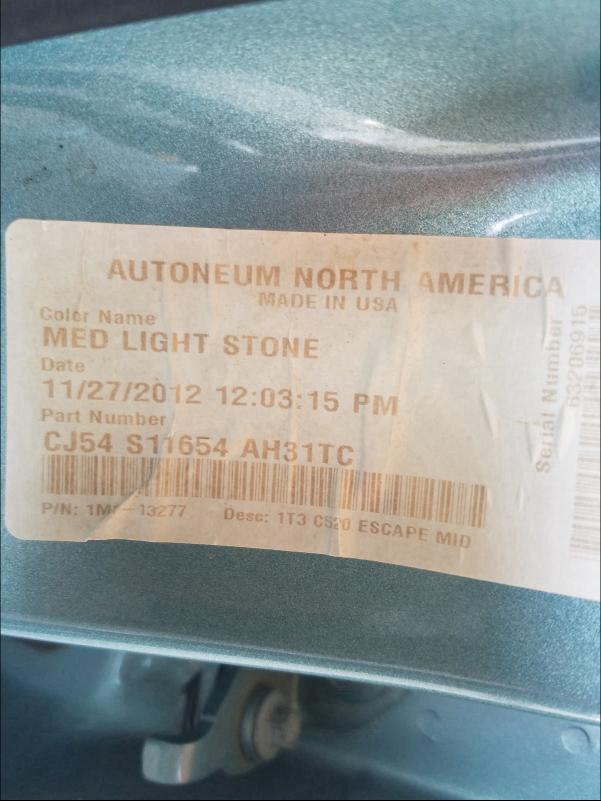 AUTONEUM NORTH AMERICA
MADE IN USA
Color Name
MED LIGHT STONE
Date
11/27/2012 12:03:15 PM
Part Number
CJ54 S11654 AH31TC
P/N: Desc: 1T3 C520 ESCAPE MID
Serial Number
63206915